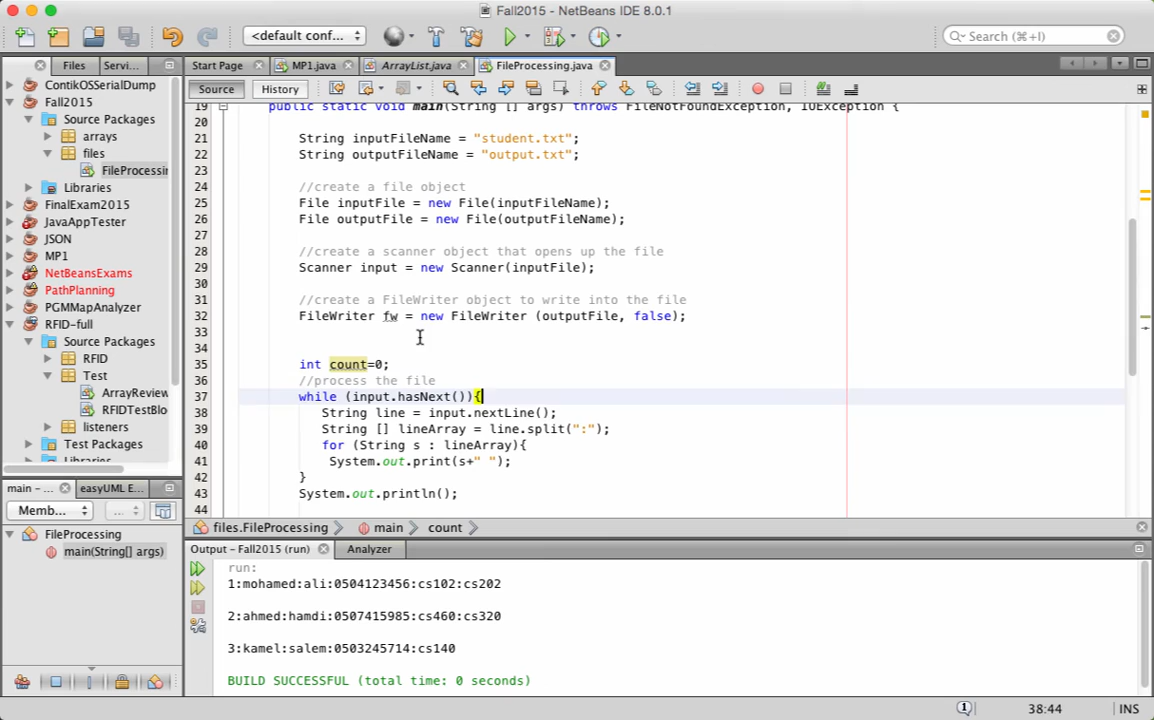 Fall2015 - NetBeans IDE 8.0.1
<default conf...
Search (⌘+I)
Files
Servi...
Start Page
MP1.java
ArrayList.java
FileProcessing.java
Source
History
ContikOSSerialDump
Fall2015
Source Packages
arrays
files
FileProcessin
Libraries
FinalExam2015
JavaAppTester
JSON
MP1
NetBeansExams
PathPlanning
PGMMapAnalyzer
RFID-full
Source Packages
RFID
Test
ArrayReview
RFIDTestBlo
listeners
Test Packages
Libraries
19 public static void main(String [] args) throws FileNotFoundException, IOException {
20
21 String inputFileName = "student.txt";
22 String outputFileName = "output.txt";
23
24 //create a file object
25 File inputFile = new File(inputFileName);
26 File outputFile = new File(outputFileName);
27
28 //create a scanner object that opens up the file
29 Scanner input = new Scanner(inputFile);
30
31 //create a FileWriter object to write into the file
32 FileWriter fw = new FileWriter (outputFile, false);
33
34
35 int count=0;
36 //process the file
37 while (input.hasNext()){
38 String line = input.nextLine();
39 String [] lineArray = line.split(":");
40 for (String s : lineArray){
41 System.out.print(s+" ");
42 }
43 System.out.println();
44
files.FileProcessing
main
count
main - ...
easyUML E...
Memb...
...
FileProcessing
main(String[] args)
Output - Fall2015 (run)
Analyzer
run:
1:mohamed:ali:0504123456:cs102:cs202
2:ahmed:hamdi:0507415985:cs460:cs320
3:kamel:salem:0503245714:cs140
BUILD SUCCESSFUL (total time: 0 seconds)
1
38:44
INS